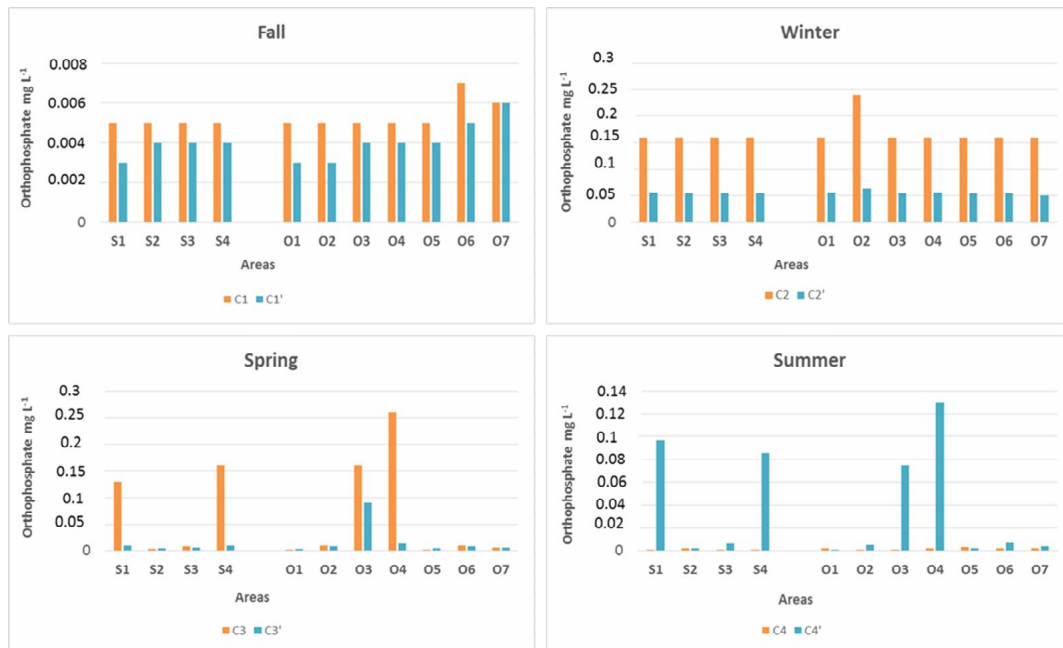 Fall
Orthophosphate mg L-1
0.008
0.006
0.004
0.002
0
S1 S2 S3 S4 O1 O2 O3 O4 O5 O6 O7
Areas
C1 C1'
Winter
Orthophosphate mg L-1
0.3
0.25
0.2
0.15
0.1
0.05
0
S1 S2 S3 S4 O1 O2 O3 O4 O5 O6 O7
Areas
C2 C2'
Spring
Orthophosphate mg L-1
0.3
0.25
0.2
0.15
0.1
0.05
0
S1 S2 S3 S4 O1 O2 O3 O4 O5 O6 O7
Areas
C3 C3'
Summer
Orthophosphate mg L-1
0.14
0.12
0.1
0.08
0.06
0.04
0.02
0
S1 S2 S3 S4 O1 O2 O3 O4 O5 O6 O7
Areas
C4 C4'